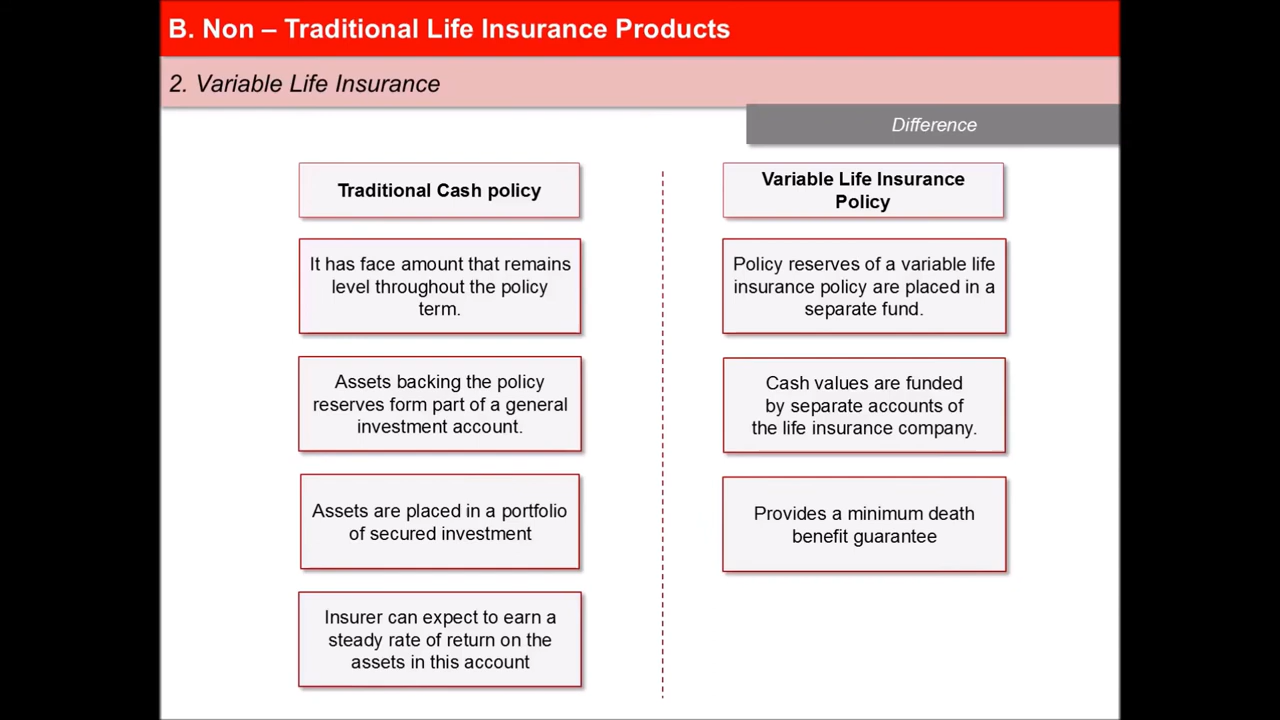 B. Non – Traditional Life Insurance Products
2. Variable Life Insurance
Difference
Traditional Cash policy
It has face amount that remains
level throughout the policy
term.
Assets backing the policy
reserves form part of a general
investment account.
Assets are placed in a portfolio
of secured investment
Insurer can expect to earn a
steady rate of return on the
assets in this account
Variable Life Insurance
Policy
Policy reserves of a variable life
insurance policy are placed in a
separate fund.
Cash values are funded
by separate accounts of
the life insurance company.
Provides a minimum death
benefit guarantee